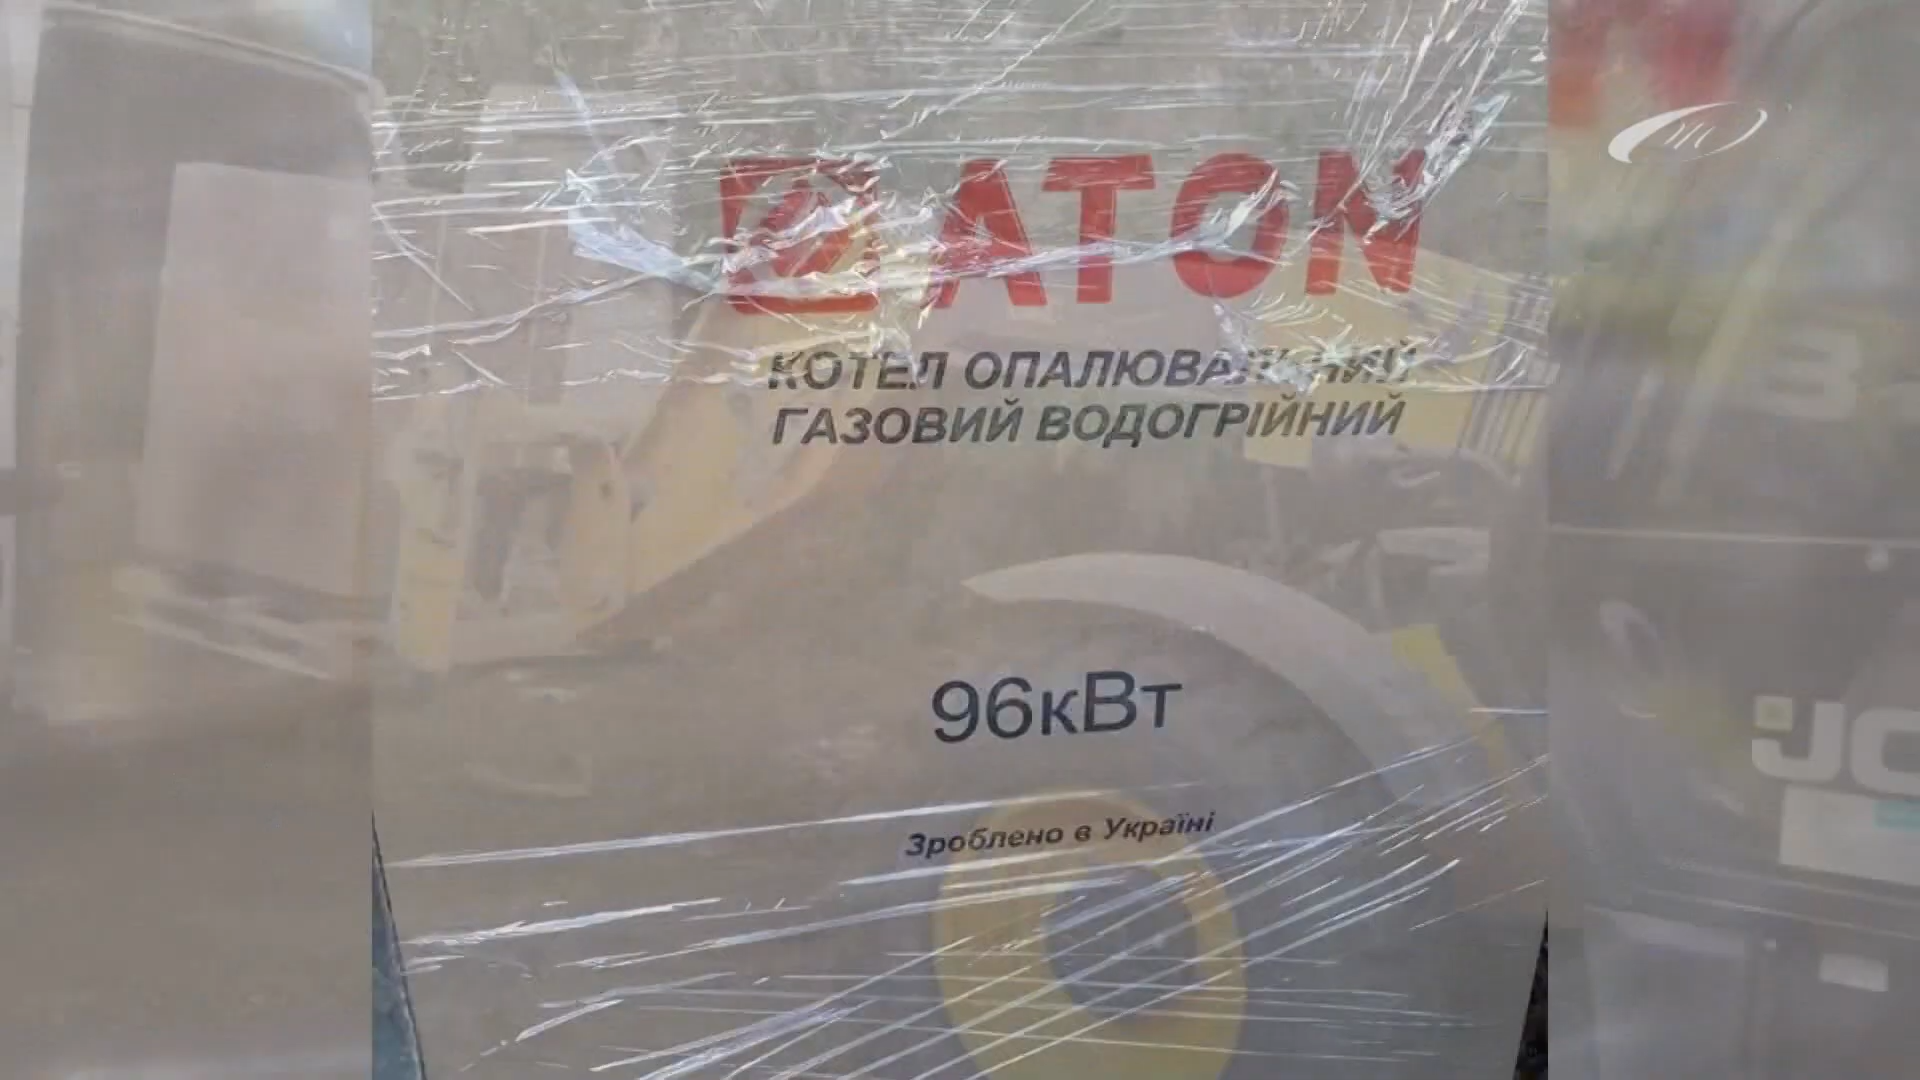 ATON
КОТЕЛ ОПАЛЮВАЛЬНИЙ
ГАЗОВИЙ ВОДОГРІЙНИЙ
96кВт
Зроблено в Україні